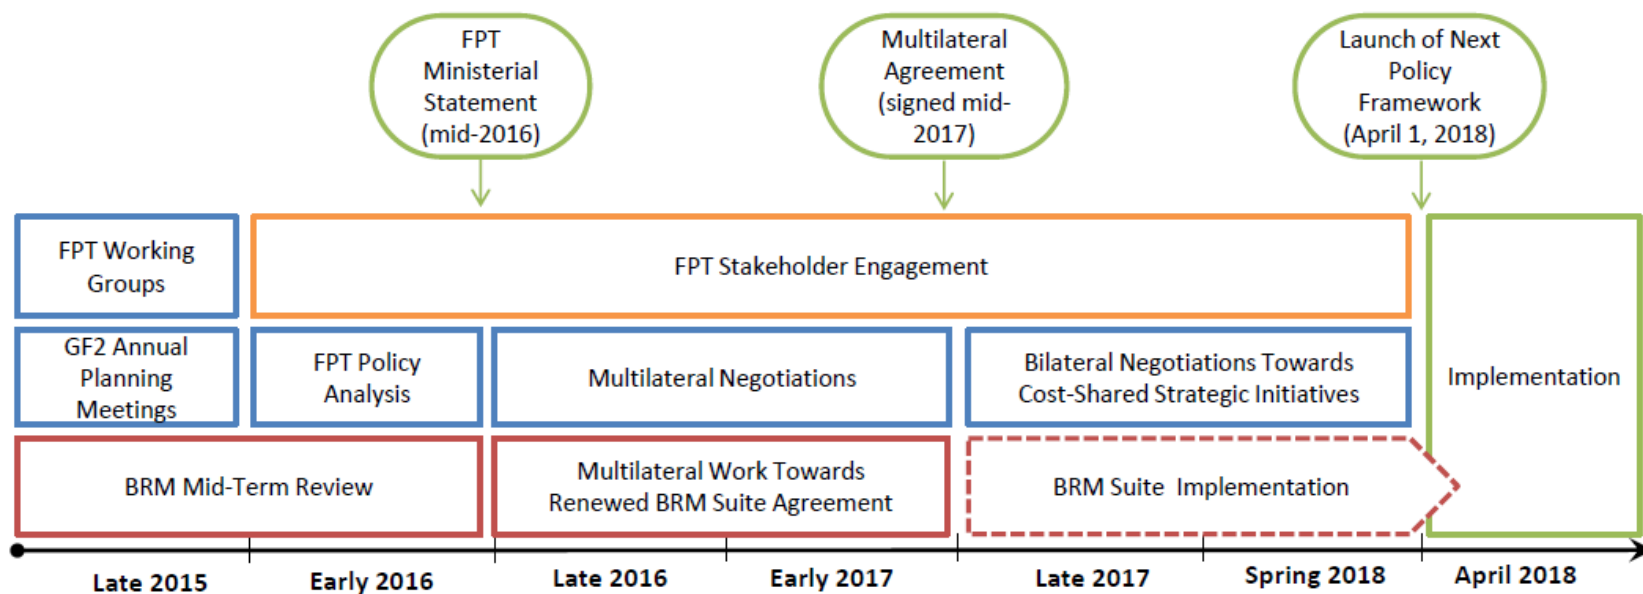 FPT
Ministerial
Statement
(mid-2016)
Multilateral
Agreement
(signed mid-
2017)
Launch of Next
Policy
Framework
(April 1, 2018)
FPT Working
Groups
FPT Stakeholder Engagement
GF2 Annual
Planning
Meetings
FPT Policy
Analysis
Multilateral Negotiations
Bilateral Negotiations Towards
Cost-Shared Strategic Initiatives
Implementation
BRM Mid-Term Review
Multilateral Work Towards
Renewed BRM Suite Agreement
BRM Suite Implementation
Late 2015
Early 2016
Late 2016
Early 2017
Late 2017
Spring 2018
April 2018